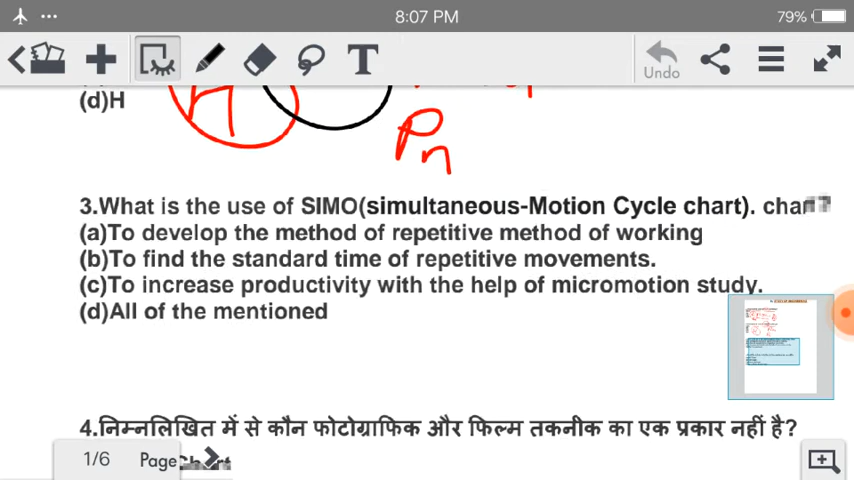 8:07 PM
79%
T
Undo
(d)H
Pn
3.What is the use of SIMO(simultaneous-Motion Cycle chart). chart?
(a)To develop the method of repetitive method of working
(b)To find the standard time of repetitive movements.
(c)To increase productivity with the help of micromotion study.
(d)All of the mentioned
4.निम्नलिखित में से कौन फोटोग्राफिक और फिल्म तकनीक का एक प्रकार नहीं है?
1/6 Page